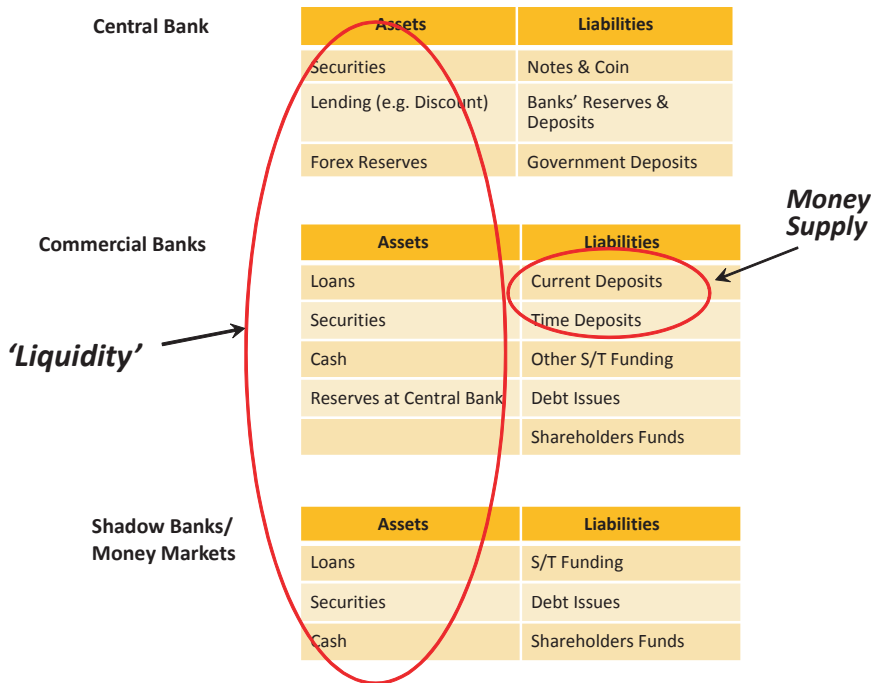 Central Bank
Assets Liabilities
Securities Notes & Coin
Lending (e.g. Discount) Banks’ Reserves &
Deposits
Forex Reserves Government Deposits
Money
Supply
Commercial Banks
Assets Liabilities
Loans Current Deposits
Securities Time Deposits
‘Liquidity’
Cash Other S/T Funding
Reserves at Central Bank Debt Issues
Shareholders Funds
Shadow Banks/
Money Markets
Assets Liabilities
Loans S/T Funding
Securities Debt Issues
Cash Shareholders Funds